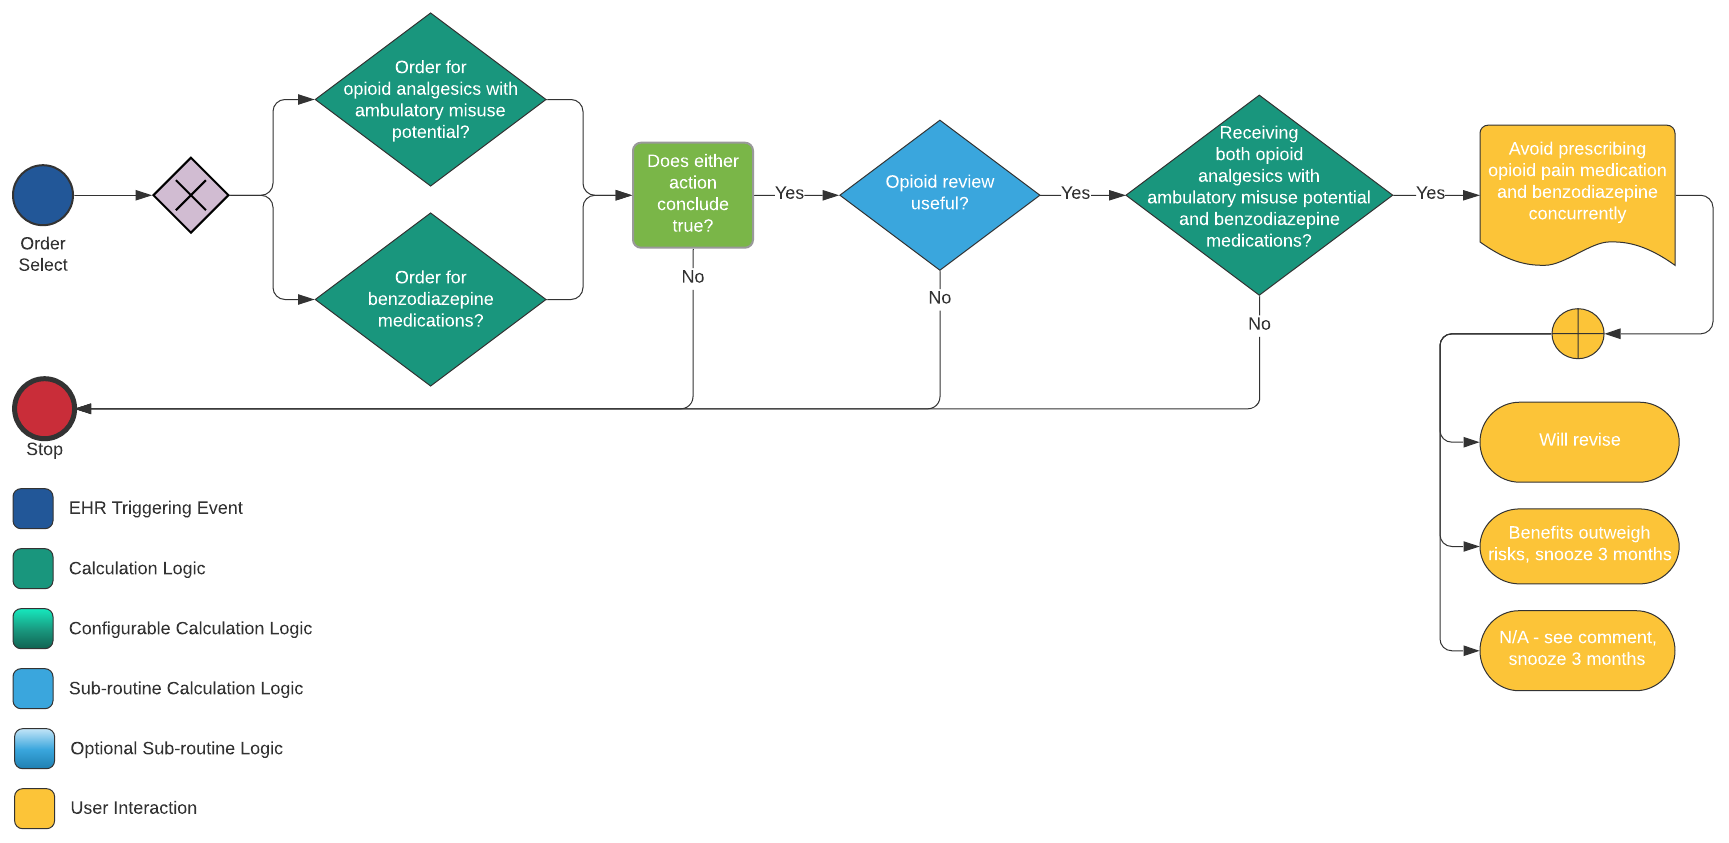 Order for
opioid analgesics with
ambulatory misuse
potential?
Order
Select
Order for
benzodiazepine
medications?
Does either
action
conclude
true?
Yes
No
Opioid review
useful?
Yes
No
Receiving
both opioid
analgesics with
ambulatory misuse potential
and benzodiazepine
medications?
Yes
No
Avoid prescribing
opioid pain medication
and benzodiazepine
concurrently
Will revise
Benefits outweigh
risks, snooze 3 months
N/A - see comment,
snooze 3 months
Stop
EHR Triggering Event
Calculation Logic
Configurable Calculation Logic
Sub-routine Calculation Logic
Optional Sub-routine Logic
User Interaction